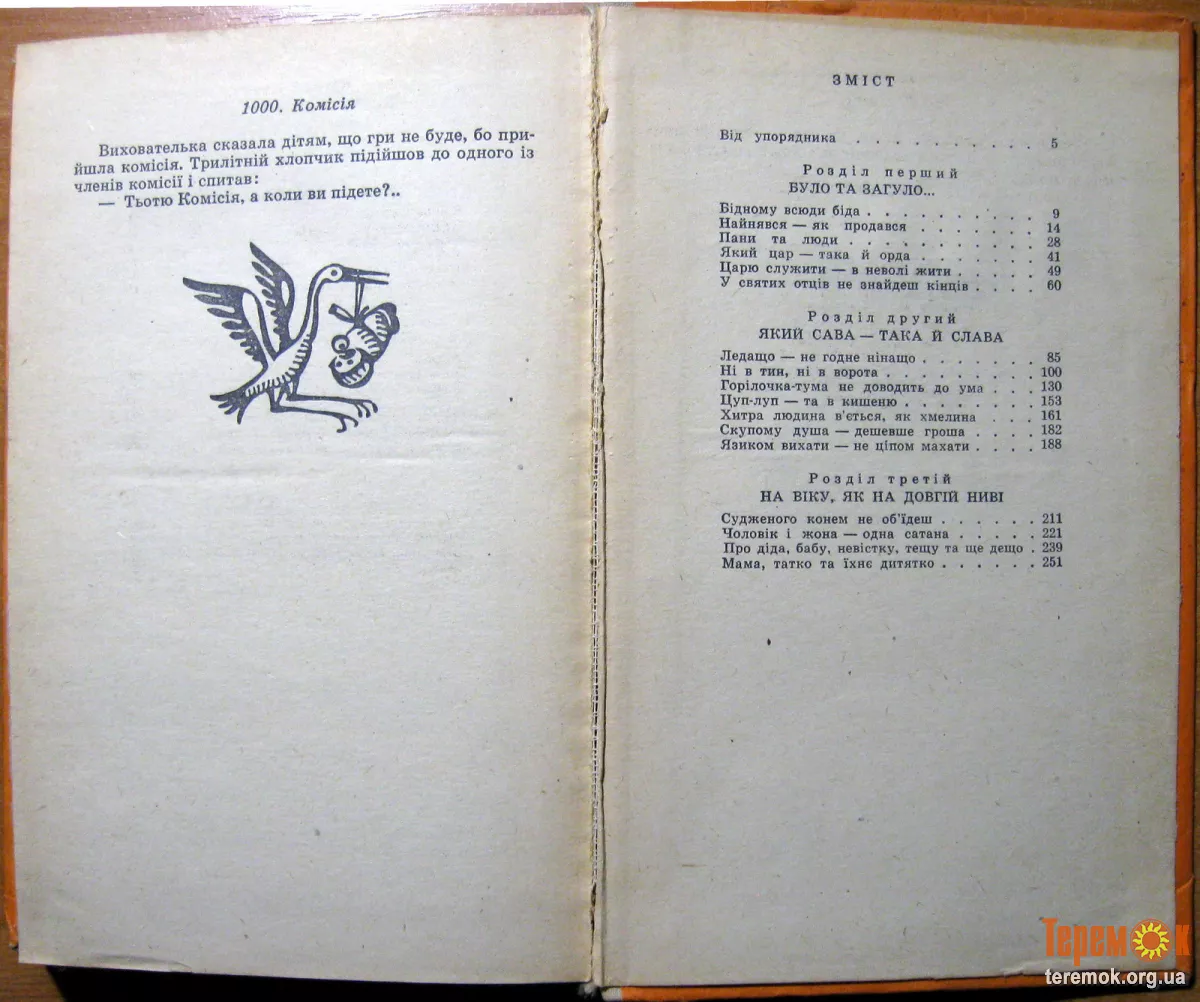 1000. Комісія
Вихователька сказала дітям, що гри не буде, бо при-
йшла комісія. Трилітній хлопчик підійшов до одного із
членів комісії і спитав:
— Тьотю Комісія, а коли ви підете?..
ЗМІСТ
Від упорядника . . . . . . . . . . 5
Розділ перший
БУЛО ТА ЗАГУЛО...
Бідному всюди біда . . . . . . . . . . 9
Найнявся — як продався . . . . . . . 14
Пани та люди . . . . . . . . . . . 28
Який цар — така й орда . . . . . . . 41
Царю служити — в неволі жити . . . . . 49
У святих отців не знайдеш кінців . . . . 60
Розділ другий
ЯКИЙ САВА — ТАКА Й СЛАВА
Ледащо — не годне нінащо . . . . . . . 85
Ні в тин, ні в ворота . . . . . . . . . 100
Горілочка-тума не доводить до ума . . . 130
Цуп-луп — та в кишеню . . . . . . . . 153
Хитра людина в'ється, як хмелина . . . 161
Скупому душа — дешевше гроша . . . . 182
Язиком вихати — не ціпом махати . . . . 188
Розділ третій
НА ВІКУ, ЯК НА ДОВГІЙ НИВІ
Судженого конем не об'їдеш . . . . . . 211
Чоловік і жона — одна сатана . . . . . 221
Про діда, бабу, невістку, тещу та ще дещо . 239
Мама, татко та їхнє дитятко . . . . . . 251
Теремок
teremok.org.ua